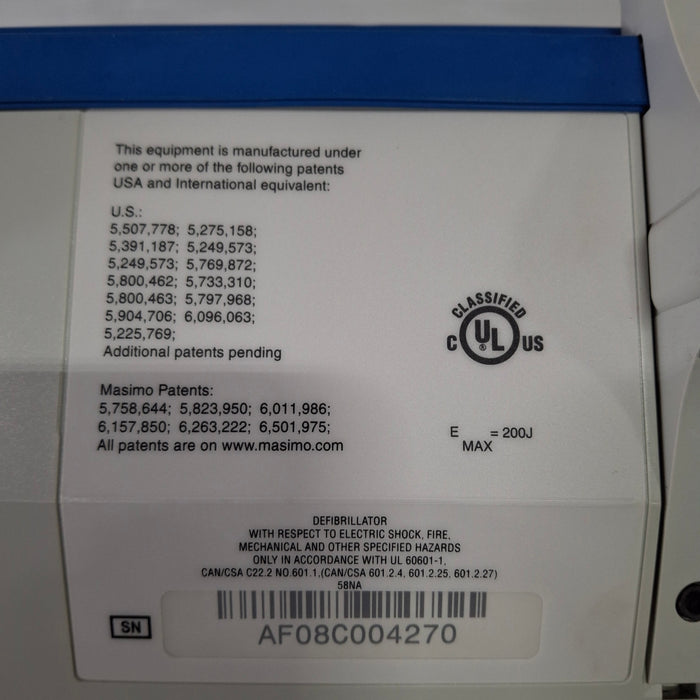 This equipment is manufactured under
one or more of the following patents
USA and International equivalent:
U.S.:
5,507,778; 5,275,158;
5,391,187; 5,249,573;
5,249,573; 5,769,872;
5,800,462; 5,733,310;
5,800,463; 5,797,968;
5,904,706; 6,096,063;
5,225,769;
Additional patents pending
Masimo Patents:
5,758,644; 5,823,950; 6,011,986;
6,157,850; 6,263,222; 6,501,975;
All patents are on www.masimo.com
CLASSIFIED
C UL ® US
E MAX = 200J
DEFIBRILLATOR
WITH RESPECT TO ELECTRIC SHOCK, FIRE,
MECHANICAL AND OTHER SPECIFIED HAZARDS
ONLY IN ACCORDANCE WITH UL 60601-1,
CAN/CSA C22.2 NO.601.1,(CAN/CSA 601.2.4, 601.2.25, 601.2.27)
58NA
SN
AF08C004270